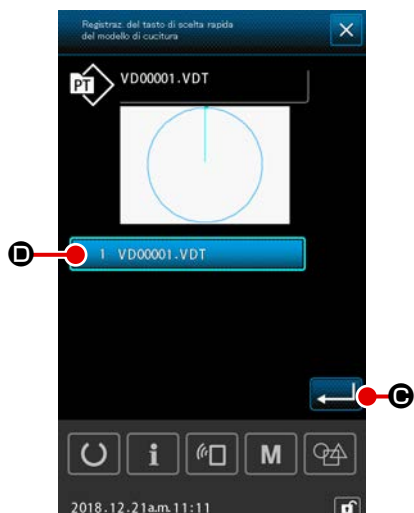 Registraz. del tasto di scelta rapida
del modello di cucitura
PT
VD00001.VDT
D
1 VD00001.VDT
C
i
M
2018.12.21a.m.11:11